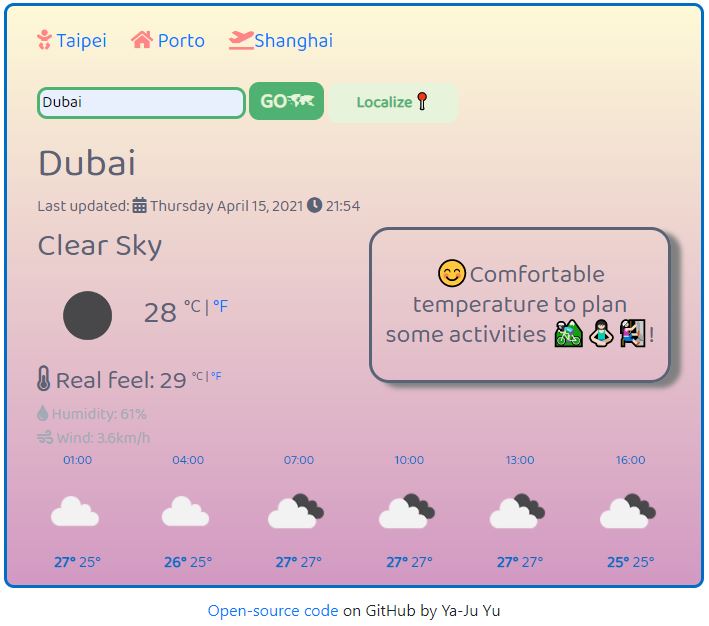 Taipei Porto Shanghai
Dubai GO Localize
Dubai
Last updated: Thursday April 15, 2021 21:54
Clear Sky
28 °C | °F
Comfortable
temperature to plan
some activities !
Real feel: 29 °C | °F
Humidity: 61%
Wind: 3.6km/h
01:00 04:00 07:00 10:00 13:00 16:00
27° 25° 26° 25° 27° 27° 27° 27° 27° 27° 25° 25°
Open-source code on GitHub by Ya-Ju Yu